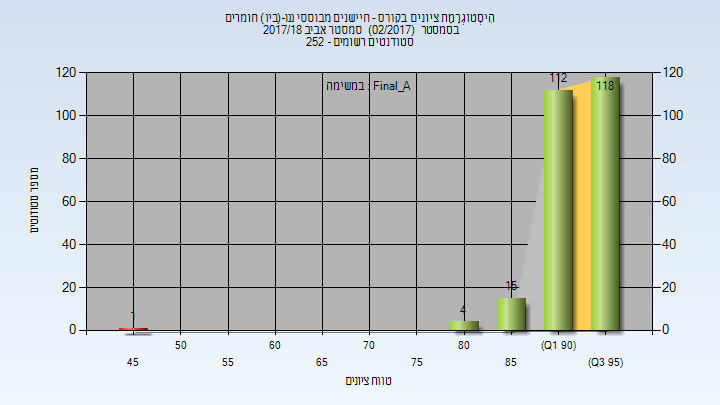 היסטוגרמת ציונים בקורס - חיישנים מבוססי ננו-(ביו) חומרים
בסמסטר (02/2017) סמסטר אביב 2017/18
סטודנטים רשומים - 252
במשימה : Final_A
מספר סטודנטים
120 120
100 100
80 80
60 60
40 40
20 20
0 0
1
4
15
112
118
50 60 70 80 (Q1 90)
45 55 65 75 85 (Q3 95)
טווח ציונים